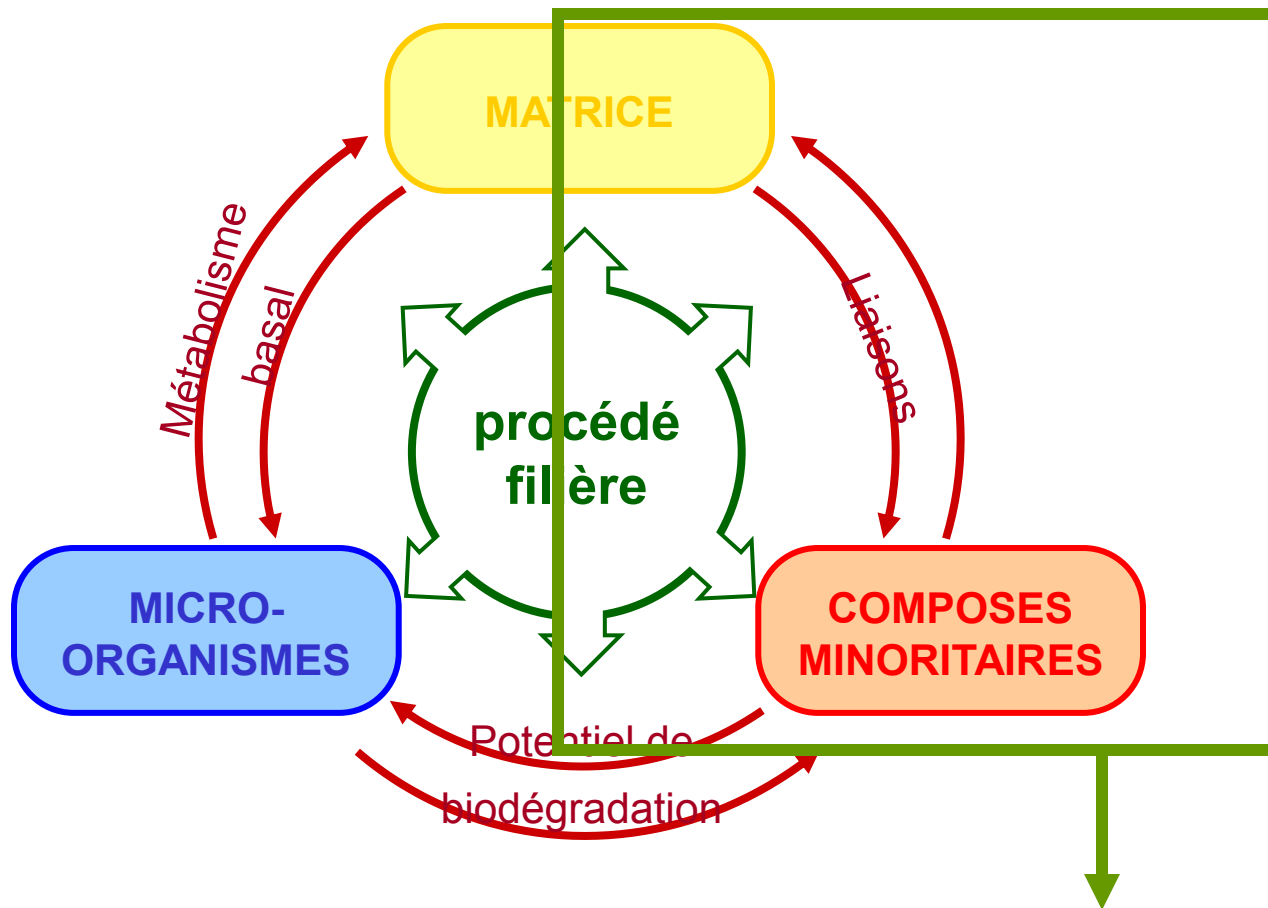 MATRICE
Métabolisme
basal
Liaisons
procédé
filière
MICRO-
ORGANISMES
COMPOSES
MINORITAIRES
Potentiel de
biodégradation